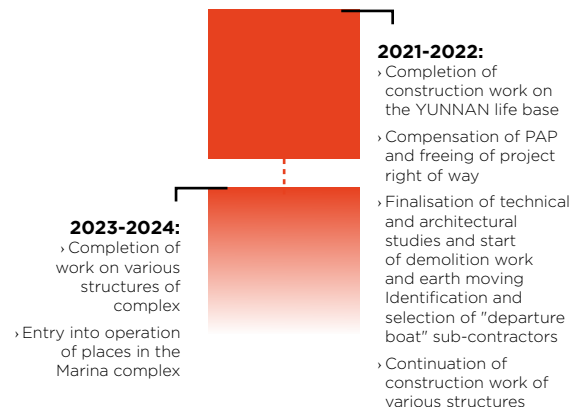 2021-2022:
› Completion of
construction work on
the YUNNAN life base
› Compensation of PAP
and freeing of project
right of way
› Finalisation of technical
and architectural
studies and start
of demolition work
and earth moving
Identification and
selection of "departure
boat" sub-contractors
› Continuation of
construction work of
various structures
2023-2024:
› Completion of
work on various
structures of
complex
› Entry into operation
of places in the
Marina complex